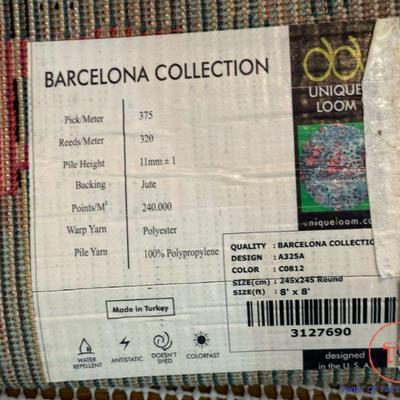 BARCELONA COLLECTION
Pick/Meter 375
Reeds/Meter 320
Pile Height 11mm ± 1
Backing Jute
Points/M² 240.000
Warp Yarn Polyester
Pile Yarn 100% Polypropylene
Made in Turkey
WATER REPELLENT
ANTISTATIC
DOESN'T SHED
COLORFAST
UNIQUE
LOOM
uniqueloom.co
QUALITY : BARCELONA COLLECTIO
DESIGN : A325A
COLOR : C0812
SIZE(cm) : 245x245 Round
SIZE(ft) : 8' x 8'
3127690
designed
in the U.S.A